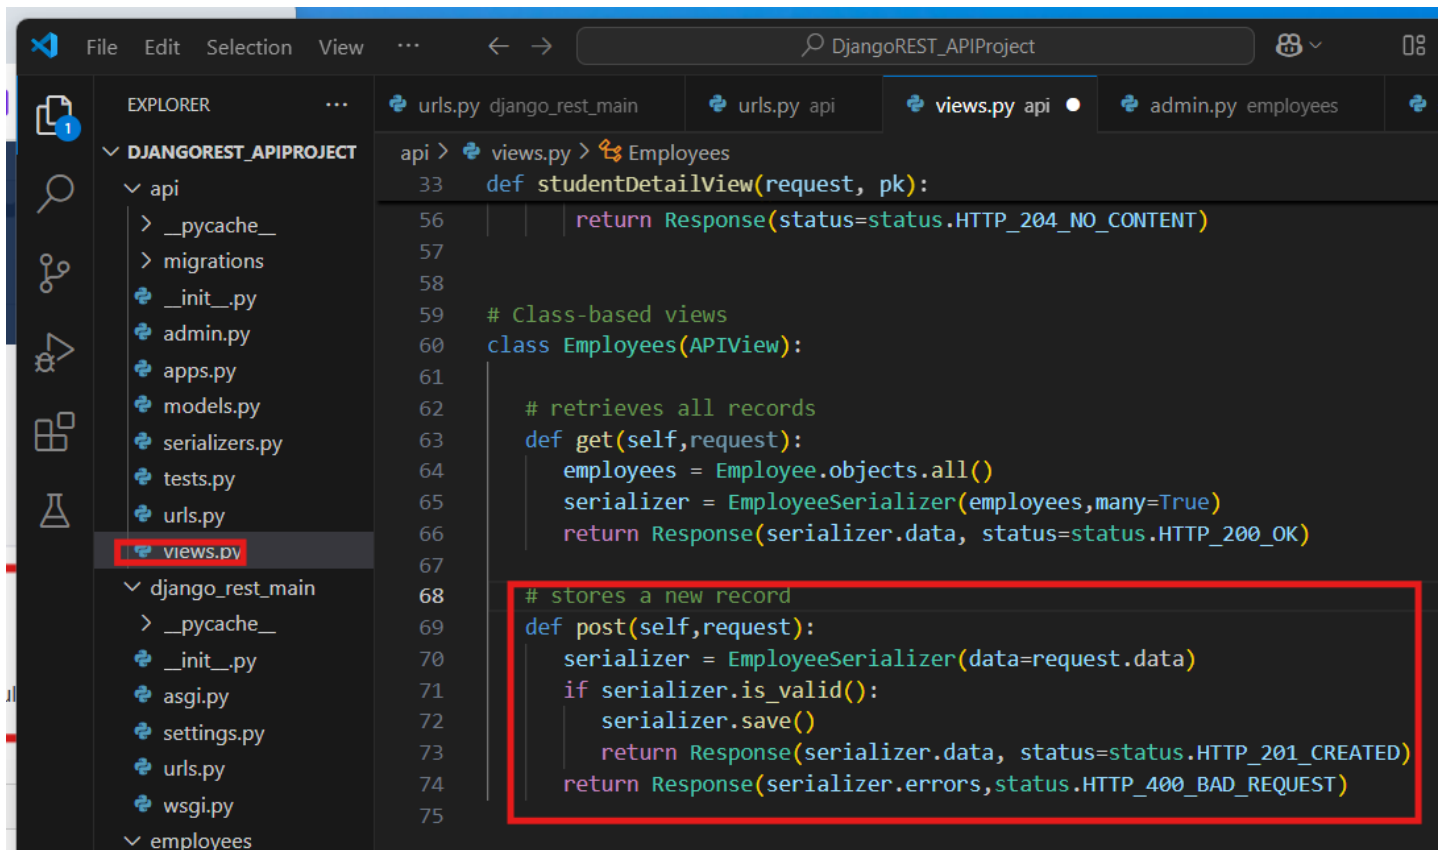 File Edit Selection View ··· DjangoREST_APIProject
EXPLORER ···
1
DJANGOREST_APIPROJECT
api
__pycache__
migrations
__init__.py
admin.py
apps.py
models.py
serializers.py
tests.py
urls.py
views.py
django_rest_main
__pycache__
__init__.py
asgi.py
settings.py
urls.py
wsgi.py
employees
urls.py django_rest_main urls.py api views.py api admin.py employees
api > views.py > Employees
33 def studentDetailView(request, pk):
56 return Response(status=status.HTTP_204_NO_CONTENT)
57
58
59 # Class-based views
60 class Employees(APIView):
61
62 # retrieves all records
63 def get(self,request):
64 employees = Employee.objects.all()
65 serializer = EmployeeSerializer(employees,many=True)
66 return Response(serializer.data, status=status.HTTP_200_OK)
67
68 # stores a new record
69 def post(self,request):
70 serializer = EmployeeSerializer(data=request.data)
71 if serializer.is_valid():
72 serializer.save()
73 return Response(serializer.data, status=status.HTTP_201_CREATED)
74 return Response(serializer.errors,status.HTTP_400_BAD_REQUEST)
75